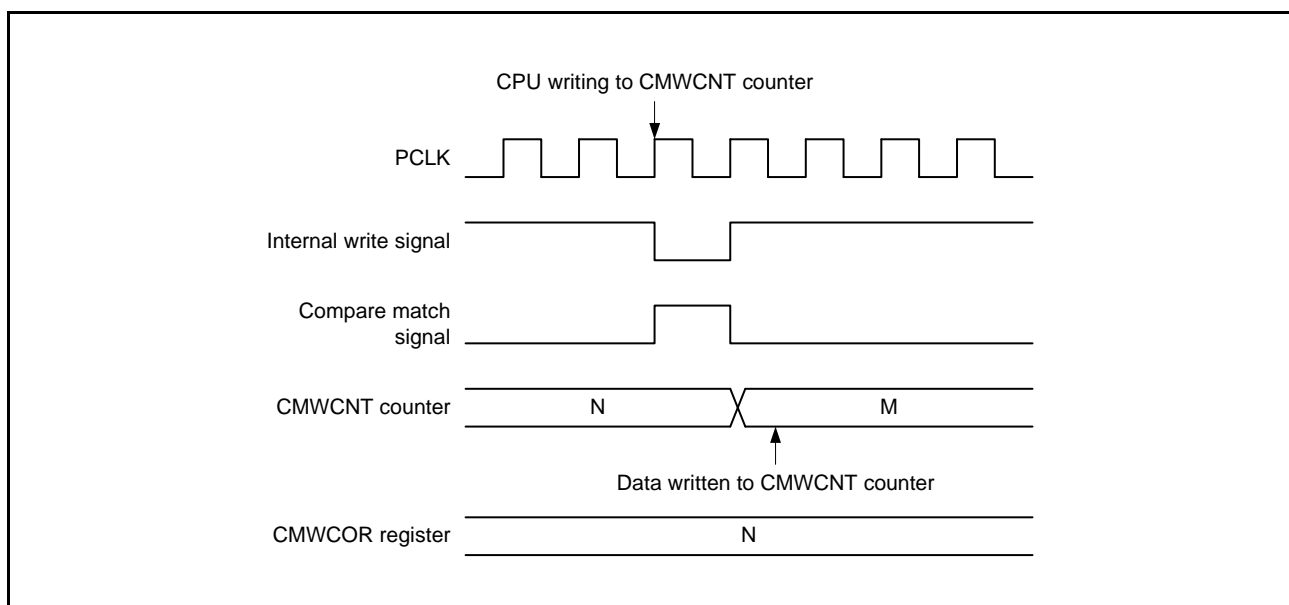 CPU writing to CMWCNT counter
PCLK
Internal write signal
Compare match
signal
CMWCNT counter
N
M
Data written to CMWCNT counter
CMWCOR register
N